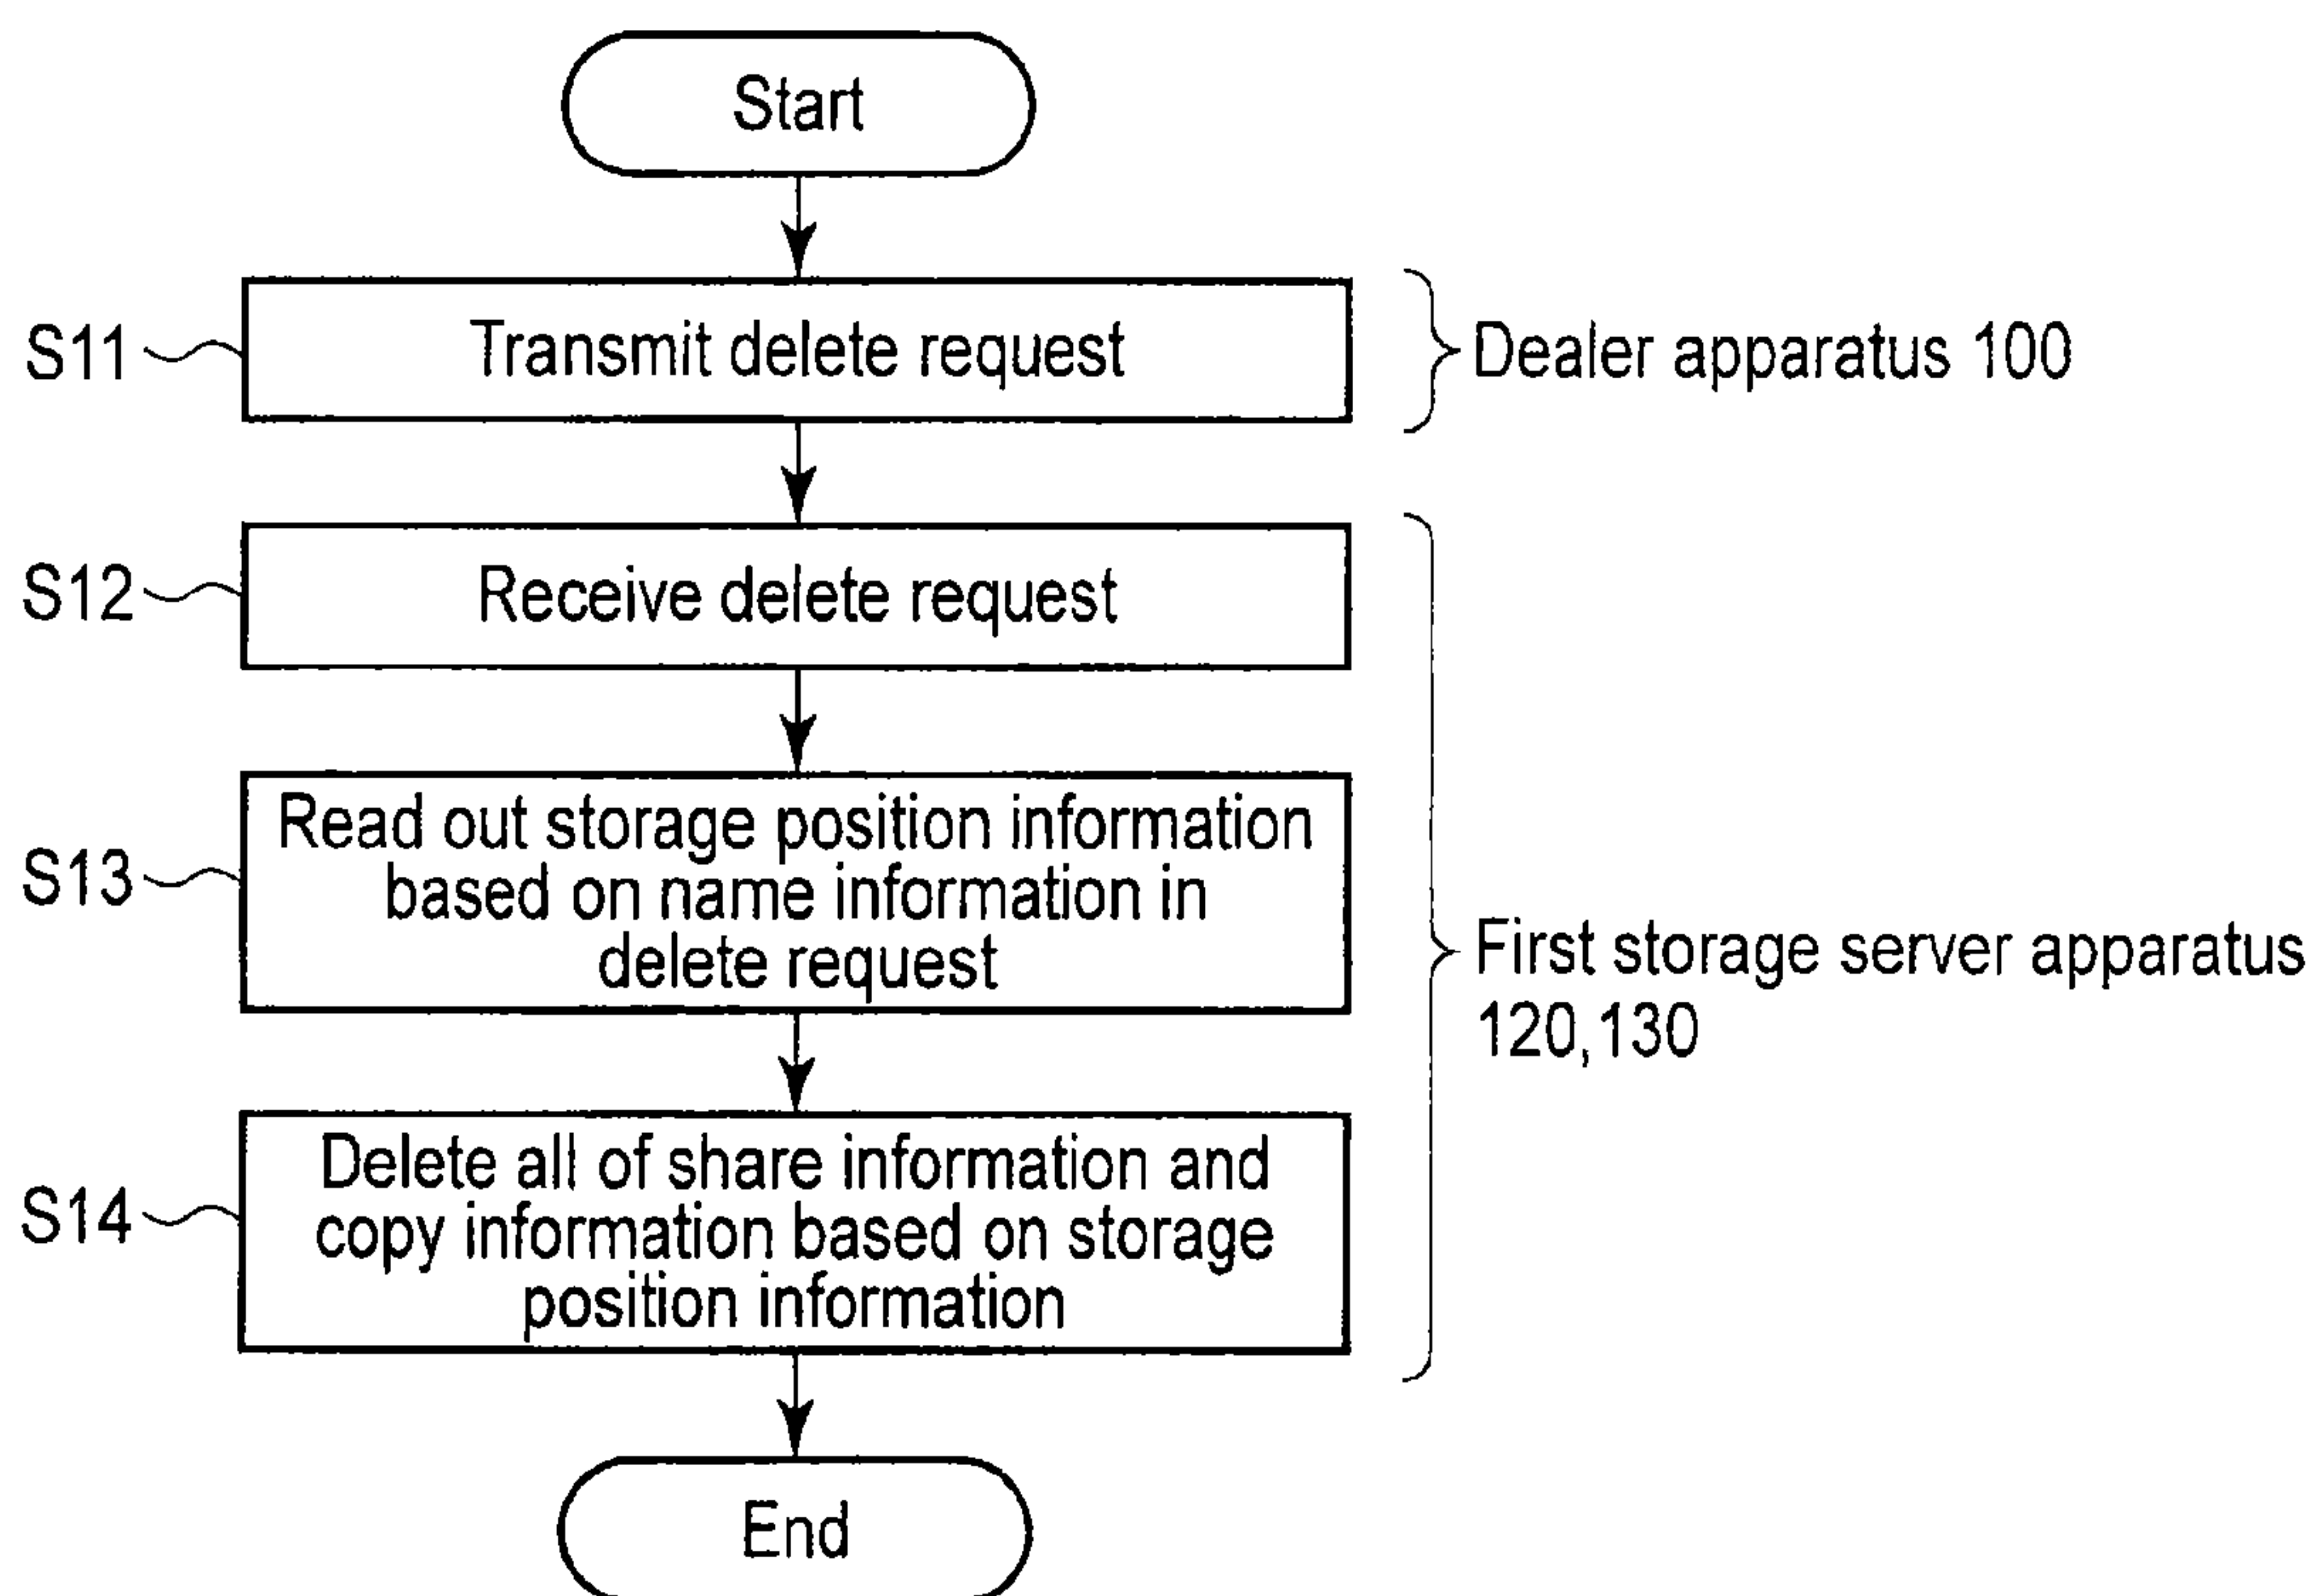 Start
S11
Transmit delete request
Dealer apparatus 100
S12
Receive delete request
S13
Read out storage position information
based on name information in
delete request
First storage server apparatus
120,130
S14
Delete all of share information and
copy information based on storage
position information
End